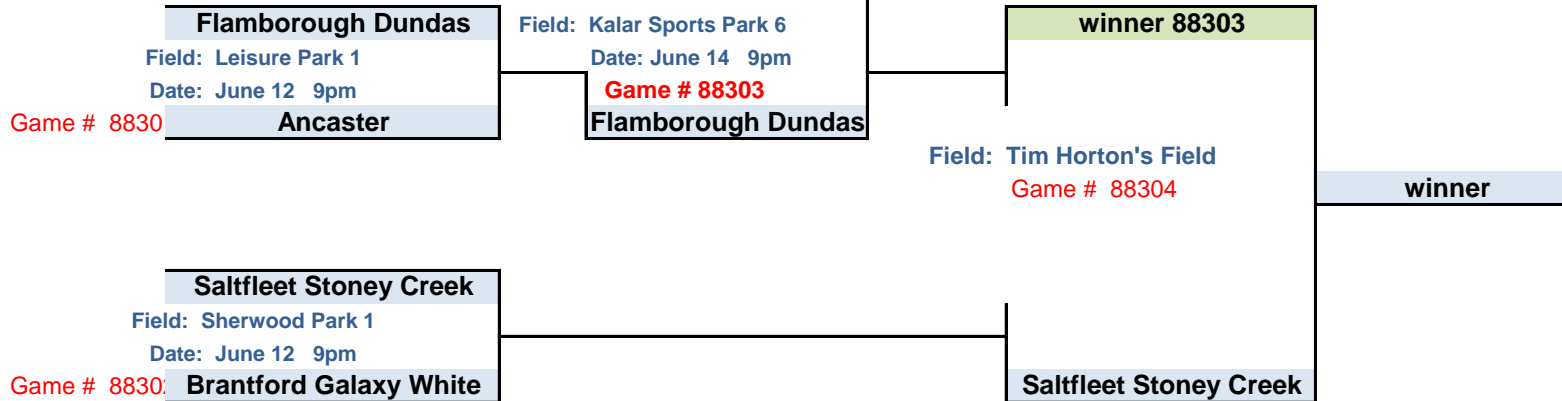 Flamborough Dundas
Field: Kalar Sports Park 6
winner 88303
Field: Leisure Park 1
Date: June 14 9pm
Date: June 12 9pm
Game # 88303
Game # 8830
Ancaster
Flamborough Dundas
Field: Tim Horton's Field
Game # 88304
winner
Saltfleet Stoney Creek
Field: Sherwood Park 1
Date: June 12 9pm
Game # 88302
Brantford Galaxy White
Saltfleet Stoney Creek